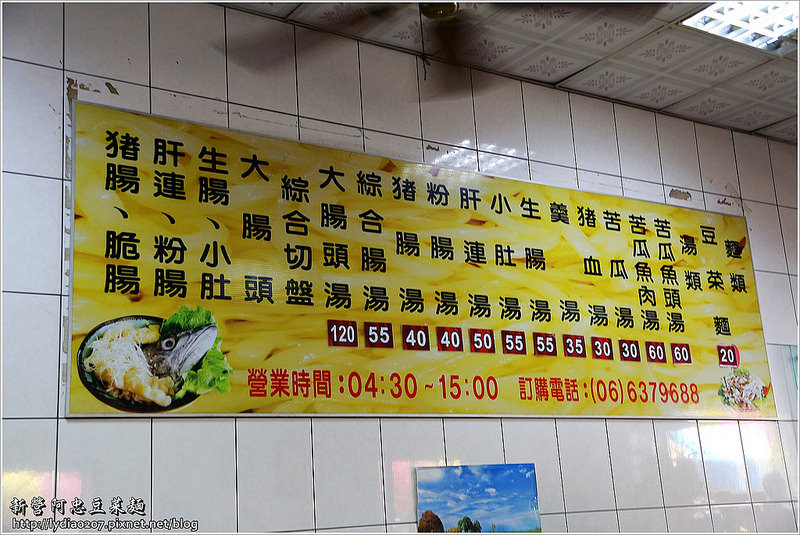 麵類
豆菜麵
湯類
苦瓜魚頭湯
苦瓜魚肉湯
苦瓜湯
豬血湯
羹湯
生腸湯
小肚湯
肝連湯
粉腸湯
豬腸湯
綜合腸湯
大腸頭湯
綜合切盤
大腸頭
生腸、小肚
肝連、粉腸
豬腸、脆腸
120 55 40 40 50 55 55 35 30 30 60 60 20
營業時間:04:30~15:00 訂購電話:(06)6379688
新營阿忠豆菜麵
http://lydia0207.pixnet.net/blog